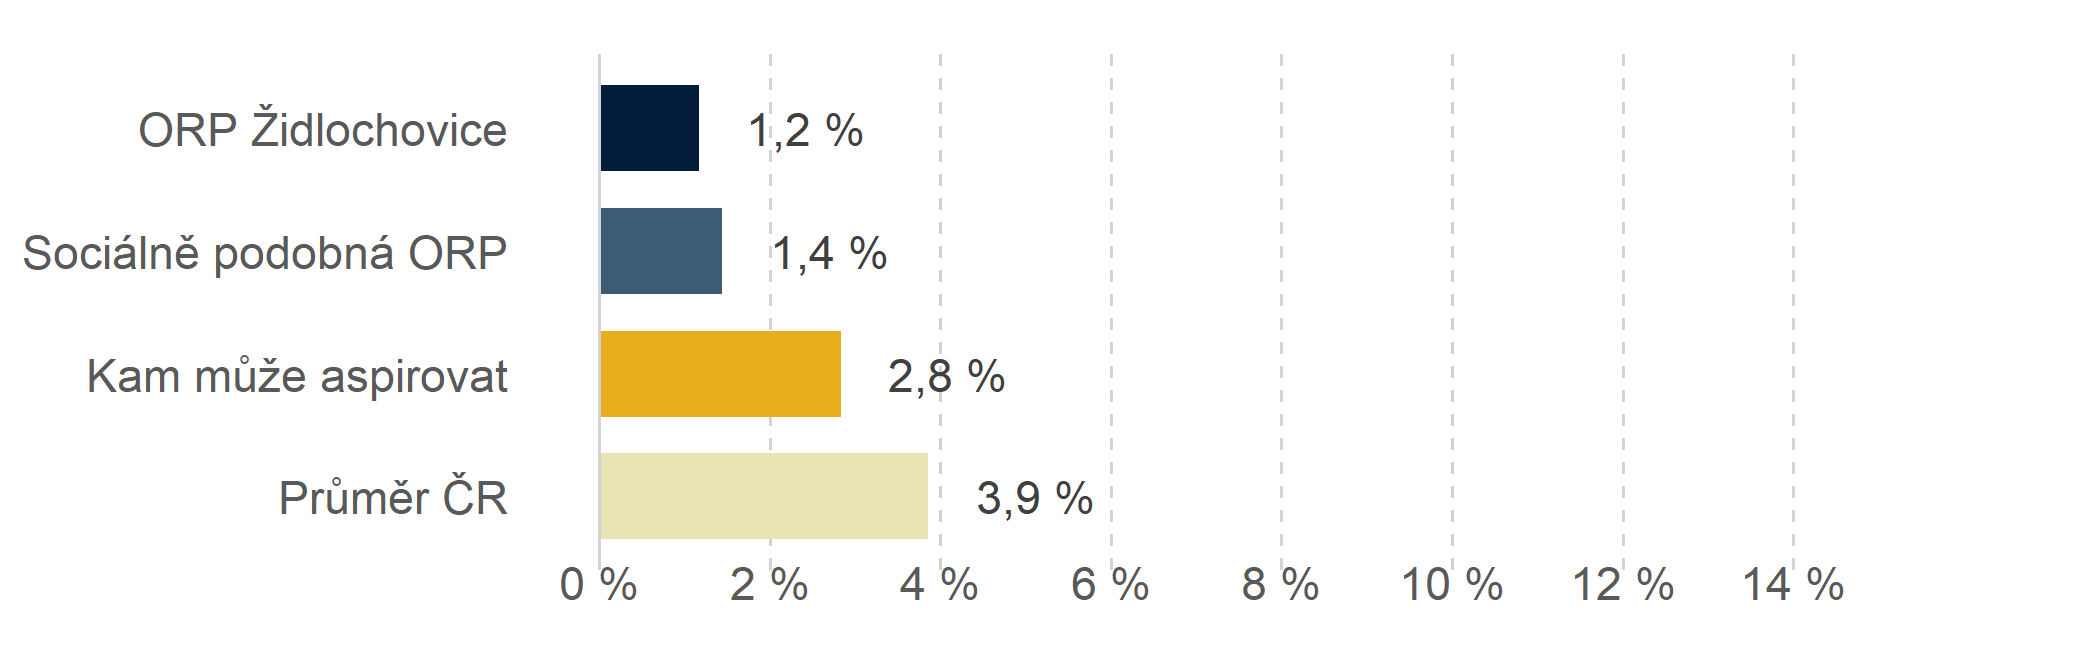 ORP Židlochovice 1,2 %
Sociálně podobná ORP 1,4 %
Kam může aspirovat 2,8 %
Průměr ČR 3,9 %
0 % 2 % 4 % 6 % 8 % 10 % 12 % 14 %